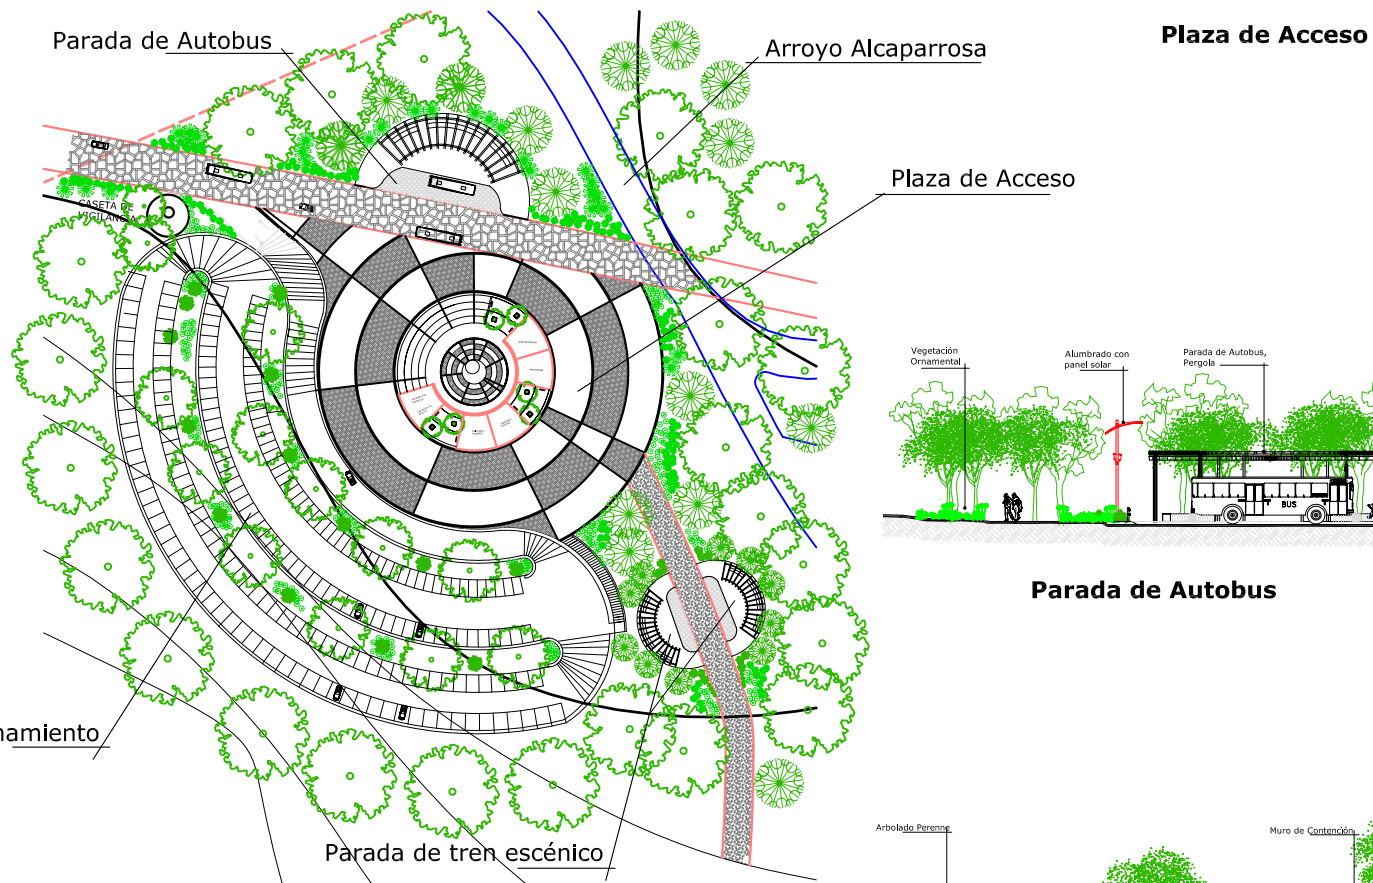 Parada de Autobus
Arroyo Alcaparrosa
Plaza de Acceso
Plaza de Acceso
CASETA DE
VIGILANCIA
Vegetación
Ornamental
Alumbrado con
panel solar
Parada de Autobus,
Pergola
BUS
Parada de Autobus
namiento
Parada de tren escénico
Arbolado Perenne
Muro de Contención